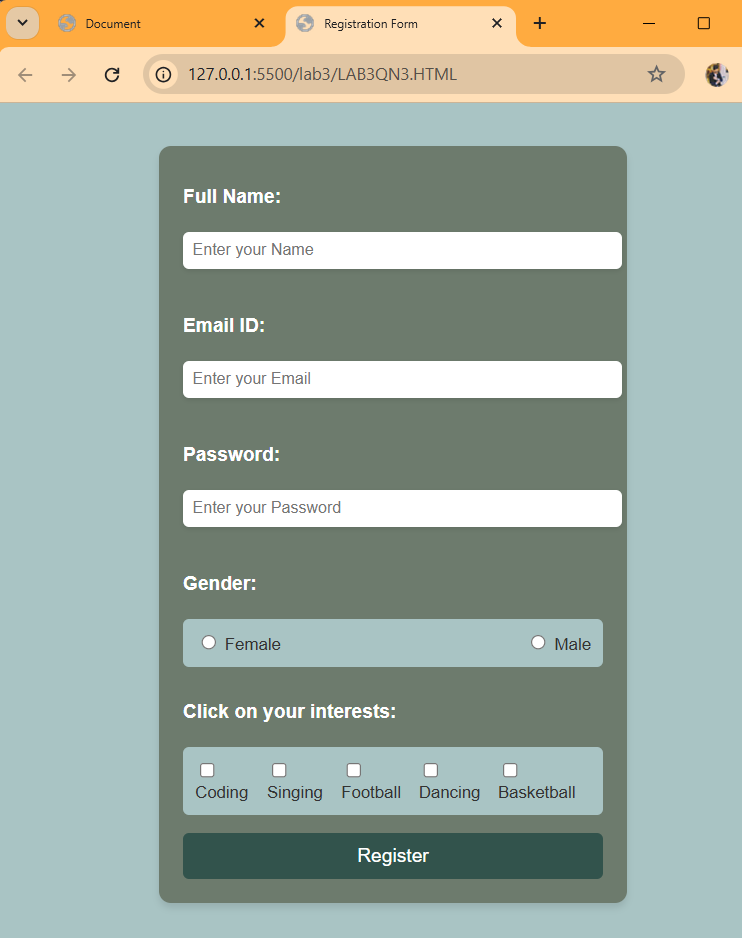 Document
Registration Form
127.0.0.1:5500/lab3/LAB3QN3.HTML
Full Name:
Enter your Name
Email ID:
Enter your Email
Password:
Enter your Password
Gender:
Female Male
Click on your interests:
Coding Singing Football Dancing Basketball
Register